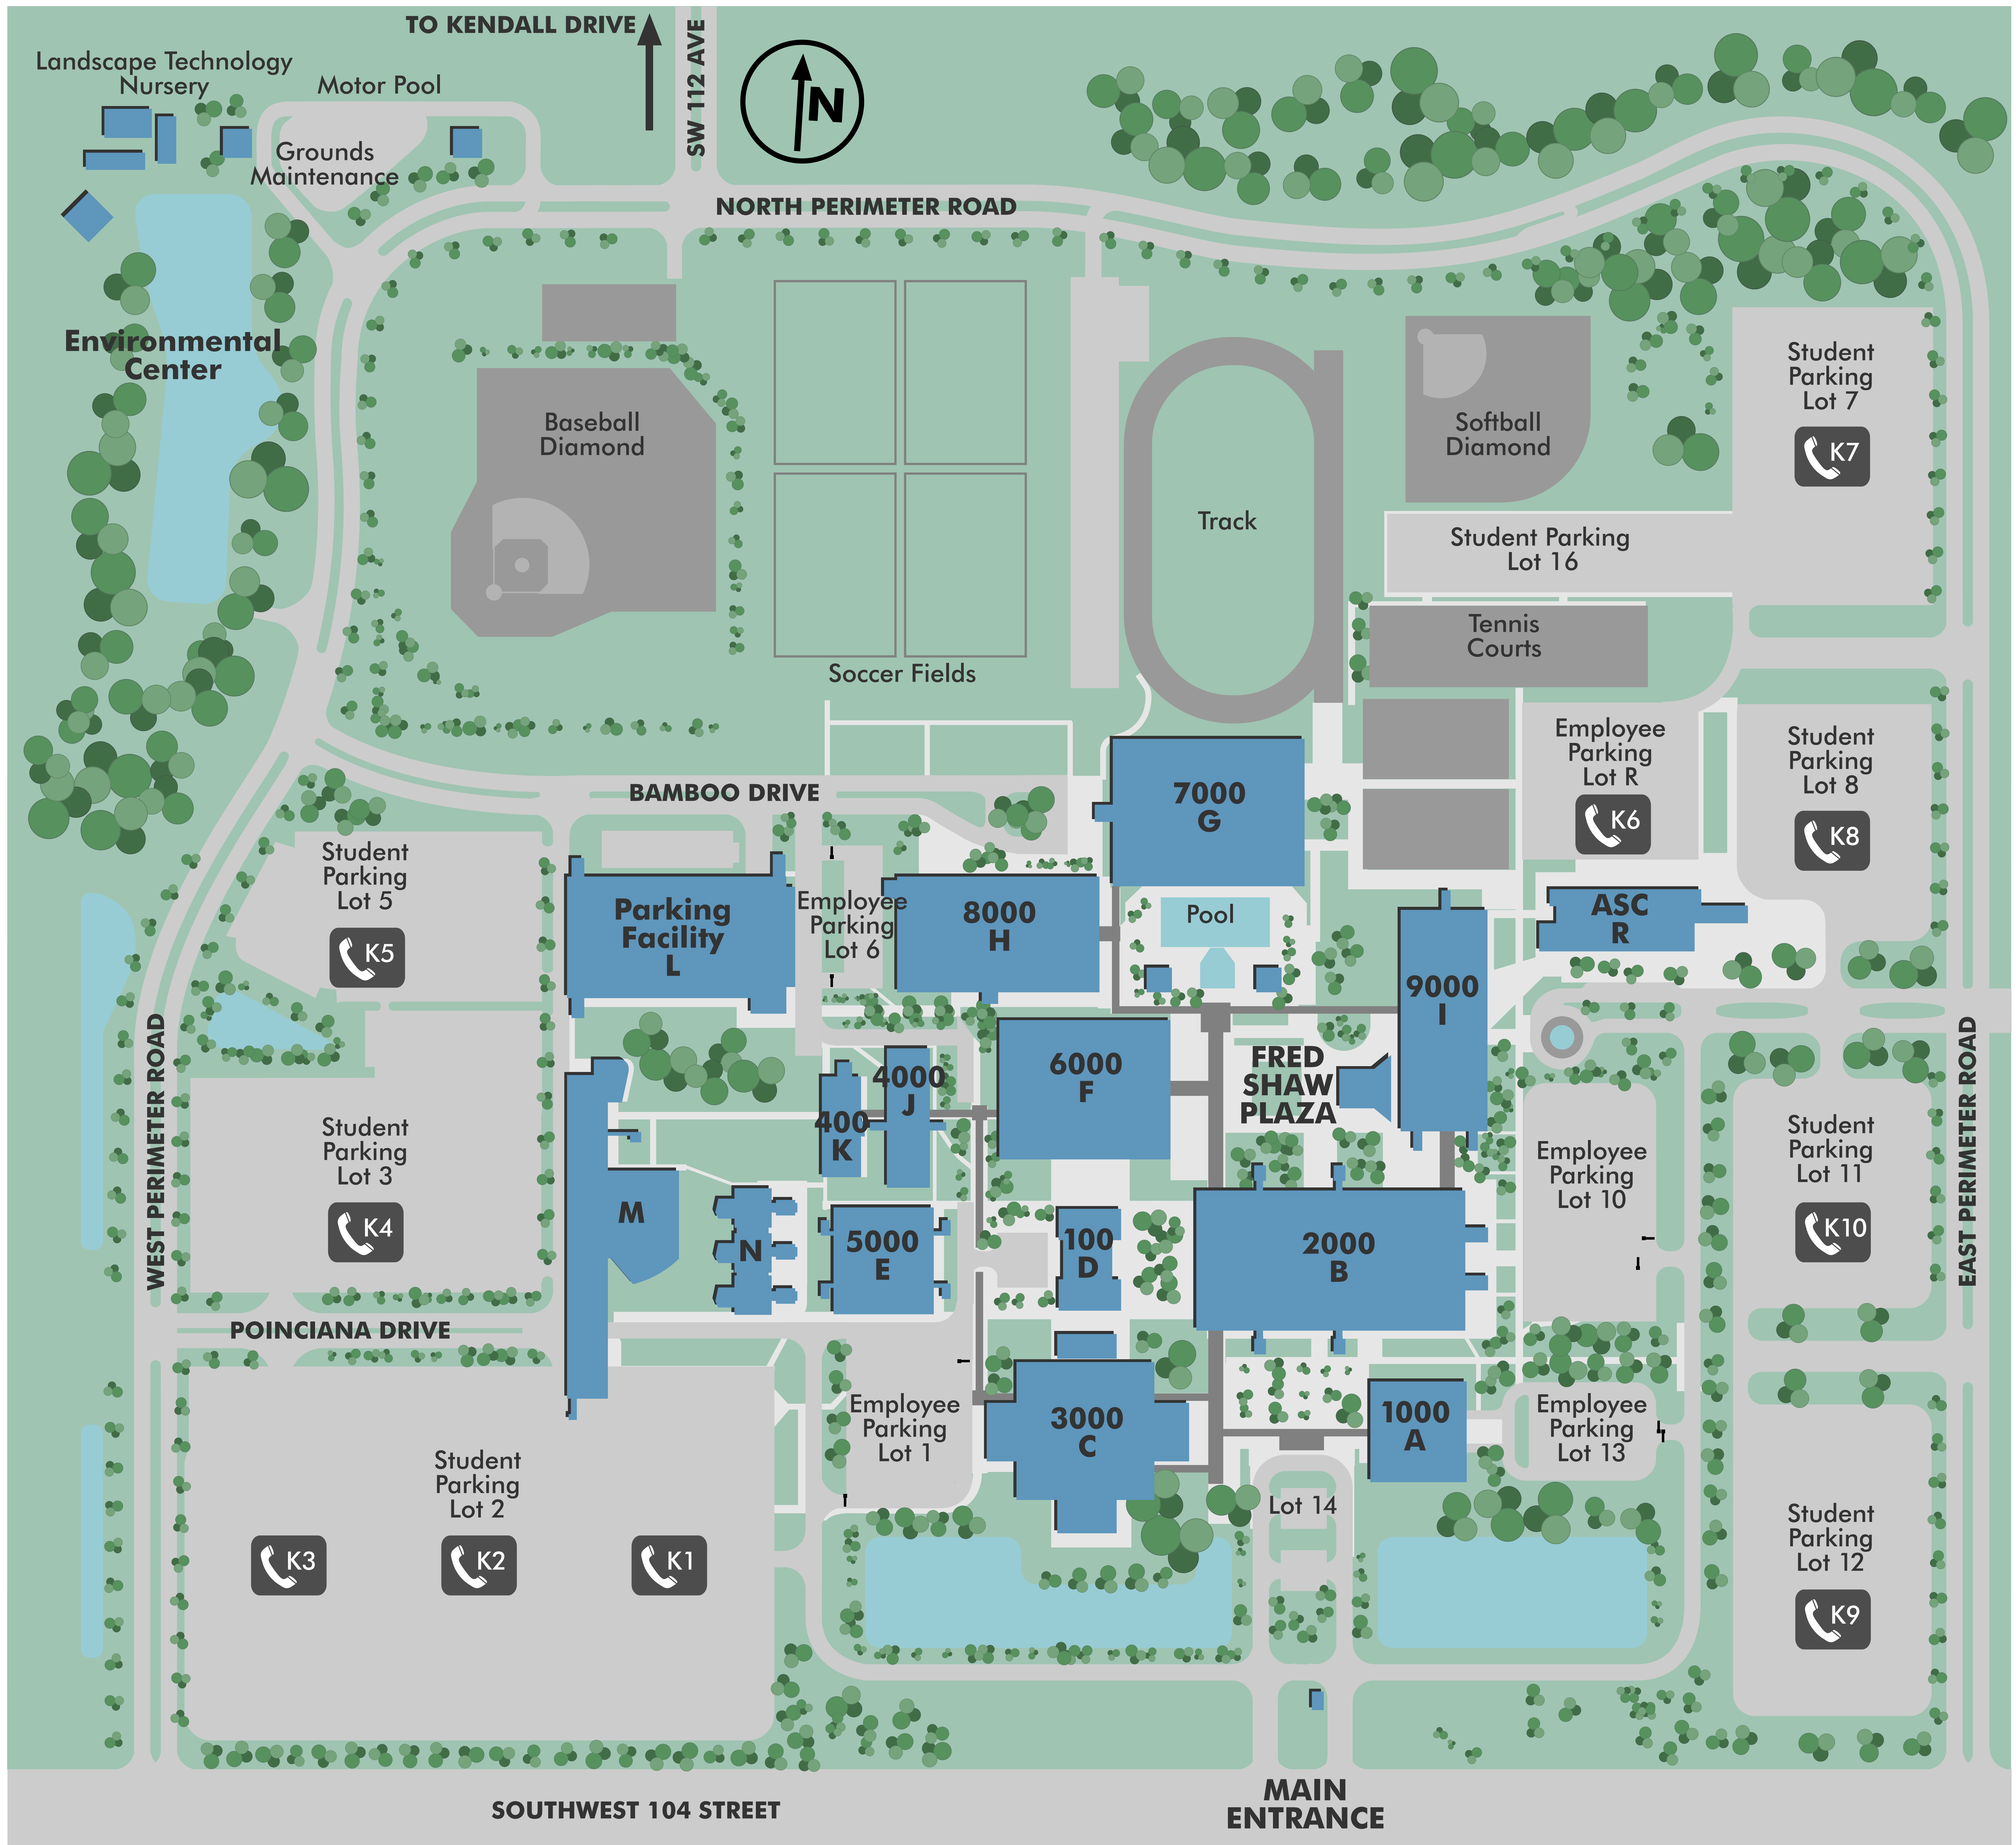 TO KENDALL DRIVE
SW 112 AVE
N
Landscape Technology
Nursery
Motor Pool
Grounds
Maintenance
NORTH PERIMETER ROAD
Environmental
Center
Baseball
Diamond
Soccer Fields
Track
Softball
Diamond
Student
Parking
Lot 7
K7
Student Parking
Lot 16
Tennis
Courts
Employee
Parking
Lot R
K6
Student
Parking
Lot 8
K8
BAMBOO DRIVE
7000
G
Student
Parking
Lot 5
K5
Parking
Facility
L
Employee
Parking
Lot 6
8000
H
Pool
ASC
R
9000
I
WEST PERIMETER ROAD
6000
F
FRED
SHAW
PLAZA
4000
J
400
K
EAST PERIMETER ROAD
Student
Parking
Lot 3
K4
M
N
5000
E
100
D
2000
B
Employee
Parking
Lot 10
Student
Parking
Lot 11
K10
POINCIANA DRIVE
Employee
Parking
Lot 1
3000
C
1000
A
Employee
Parking
Lot 13
Student
Parking
Lot 2
Lot 14
K3
K2
K1
Student
Parking
Lot 12
K9
SOUTHWEST 104 STREET
MAIN
ENTRANCE